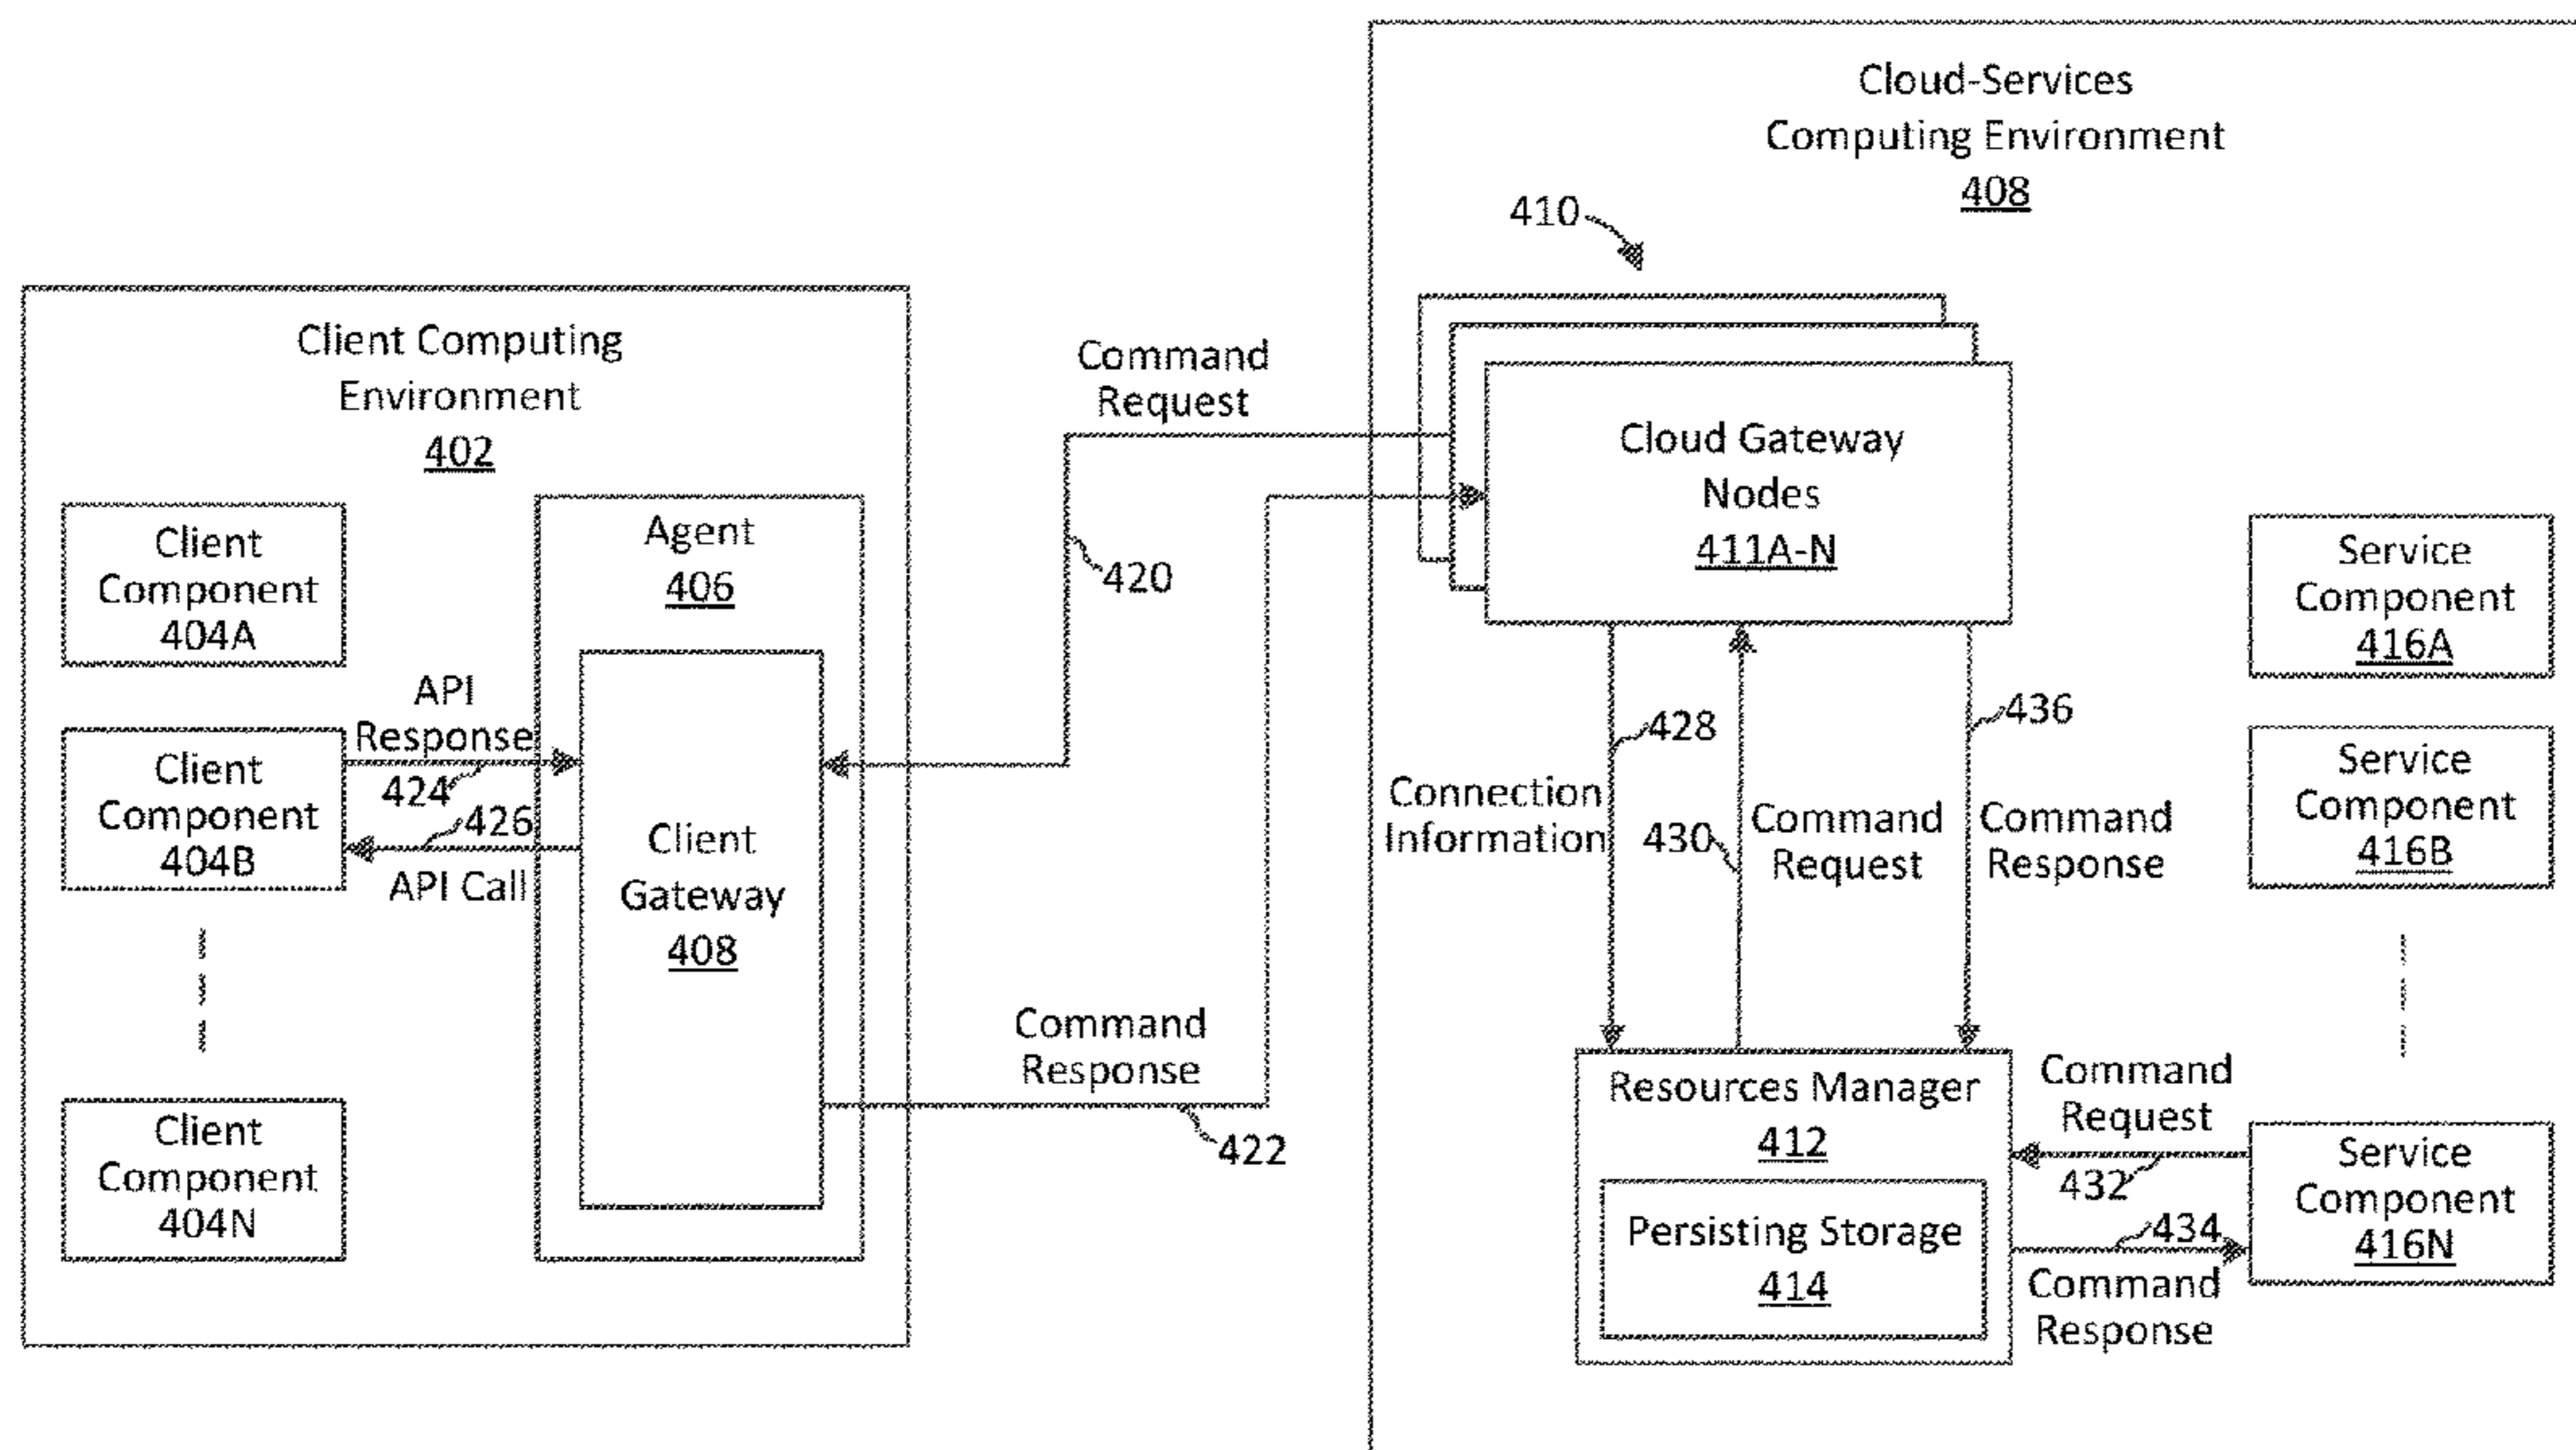 Cloud-Services
Computing Environment
408
410
Client Computing
Environment
402
Client
Component
404A
Agent
406
API
Response
424
Client
Component
404B
426
API Call
Client
Gateway
408
Client
Component
404N
Command
Request
420
Command
Response
422
Cloud Gateway
Nodes
411A-N
428
Connection
Information
430
Command
Request
436
Command
Response
Service
Component
416A
Service
Component
416B
Resources Manager
412
Persisting Storage
414
Command
Request
432
434
Command
Response
Service
Component
416N